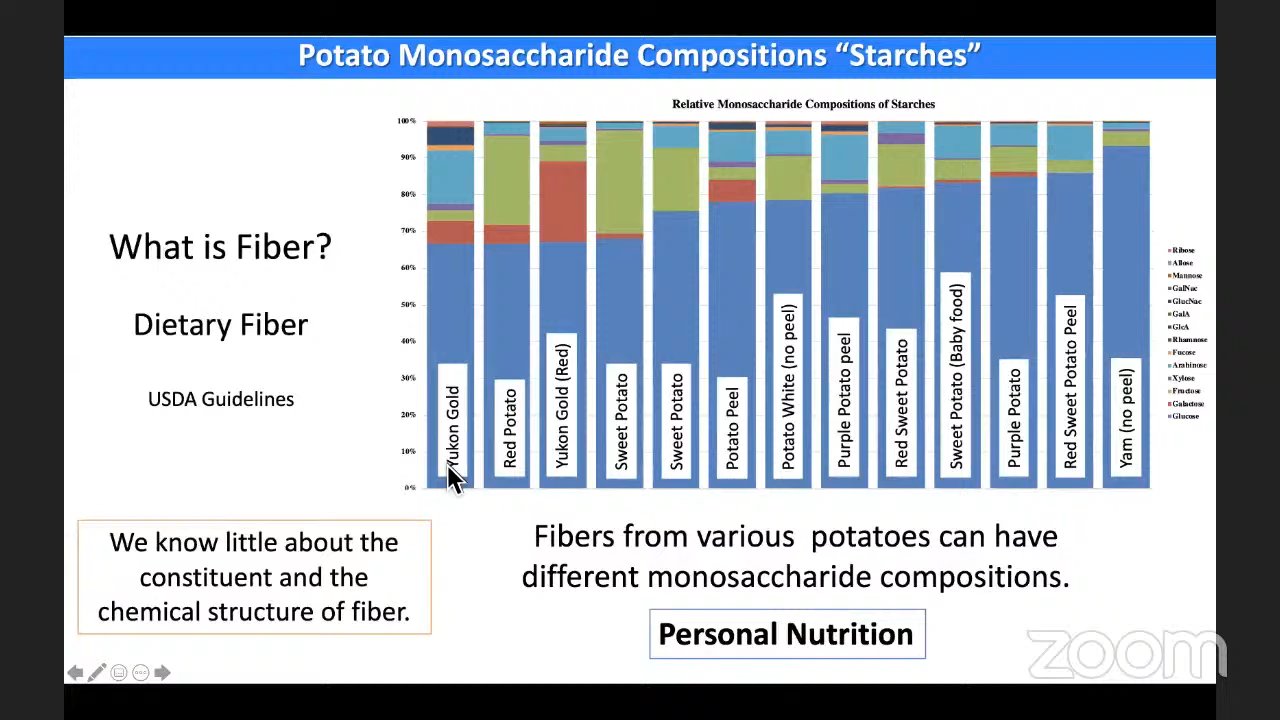 Potato Monosaccharide Compositions “Starches”
What is Fiber?
Dietary Fiber
USDA Guidelines
Relative Monosaccharide Compositions of Starches
100%
90%
80%
70%
60%
50%
40%
30%
20%
10%
0%
Yukon Gold
Red Potato
Yukon Gold (Red)
Sweet Potato
Sweet Potato
Potato Peel
Potato White (no peel)
Purple Potato peel
Red Sweet Potato
Sweet Potato (Baby food)
Purple Potato
Red Sweet Potato Peel
Yam (no peel)
Ribose
Allose
Mannose
GalNac
GlucNac
GalA
GlcA
Rhamnose
Fucose
Arabinose
Xylose
Fructose
Galactose
Glucose
We know little about the
constituent and the
chemical structure of fiber.
Fibers from various potatoes can have
different monosaccharide compositions.
Personal Nutrition
zoom